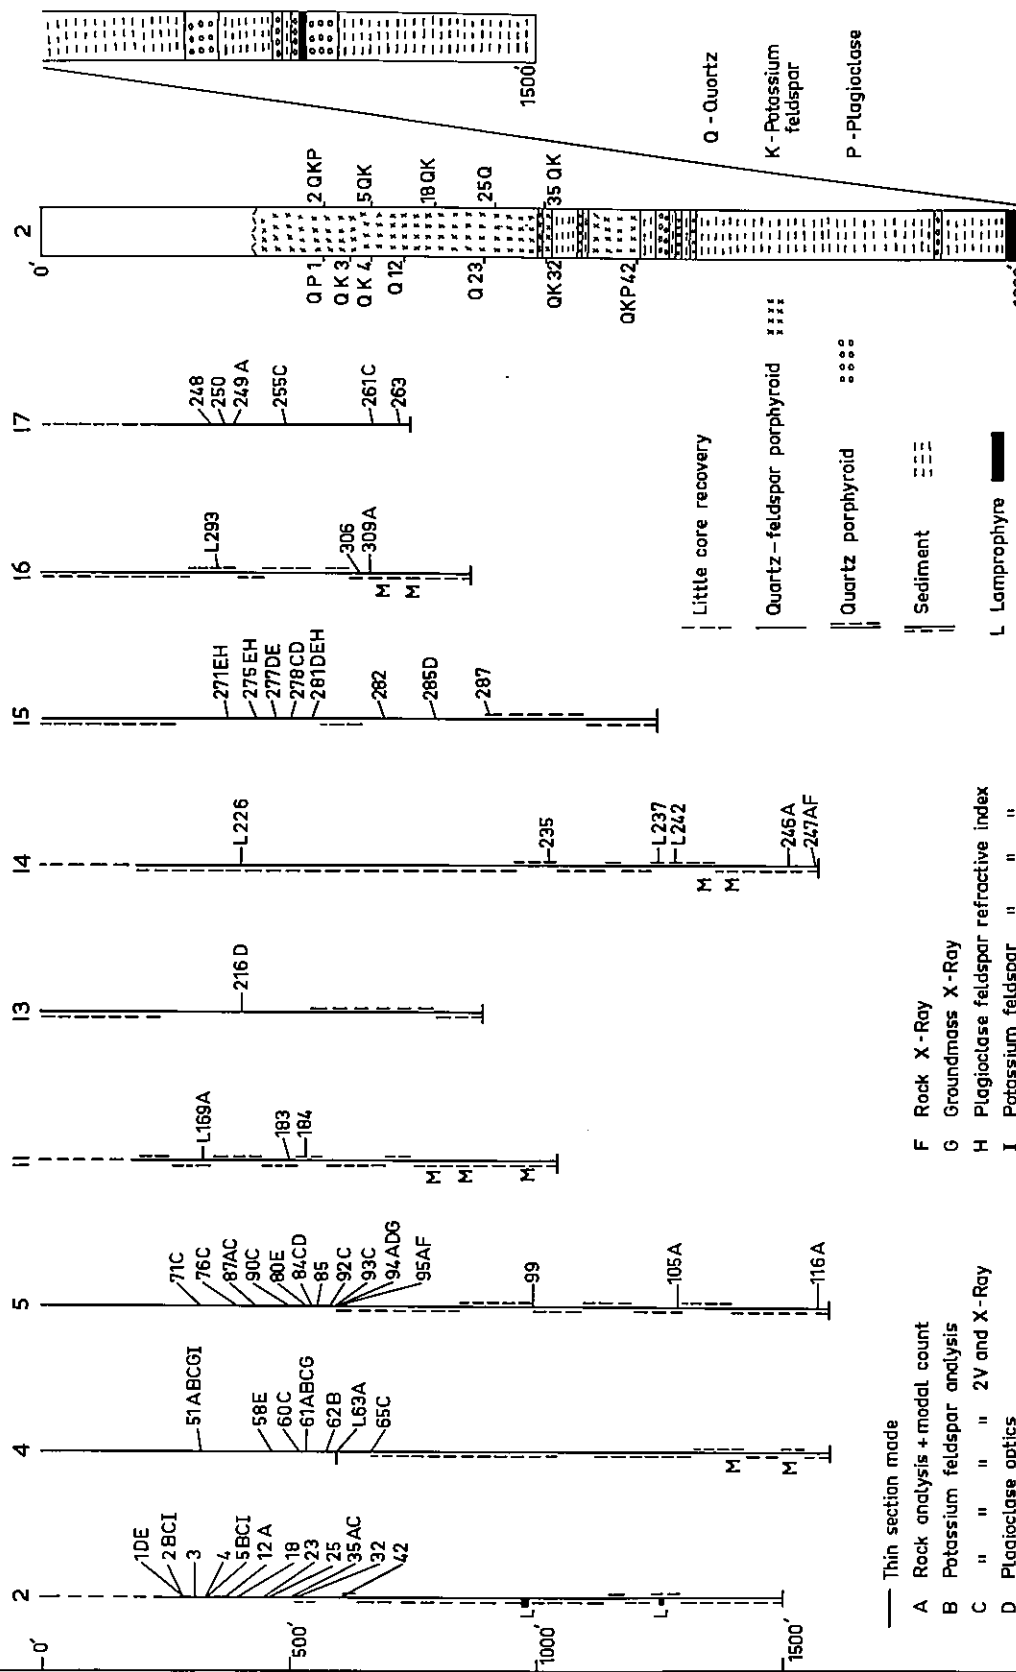 0'
500'
1000'
1500'
2
1DE
2BCI
3
4
5BCI
12A
18
23
25
35AC
32
42
L
L
4
51ABCGI
58E
60C
61ABCG
62B
L63A
65C
M
M
5
71C
76C
87AC
90C
80E
84CD
85
92C
93C
94ADG
95AF
99
105A
116A
11
L169A
183
184
M
M
M
13
216D
14
L226
235
L237
L242
M
M
246A
247AF
15
271EH
275EH
277DE
278CD
281DEH
282
285D
287
16
L293
306
309A
M
M
17
248
250
249A
255C
261C
263
2
0'
QP1
QK3
QK4
Q12
Q23
QK32
QKP42
2QKP
5QK
18QK
25Q
35QK
1500'
Q - Quartz
K - Potassium
feldspar
P - Plagioclase
Little core recovery
Quartz-feldspar porphyroid
Quartz porphyroid
Sediment
L Lamprophyre
Thin section made
A Rock analysis + modal count
B Potassium feldspar analysis
C " " " 2V and X-Ray
D Plagioclase optics
F Rock X-Ray
G Groundmass X-Ray
H Plagioclase feldspar refractive index
I Potassium feldspar " " "